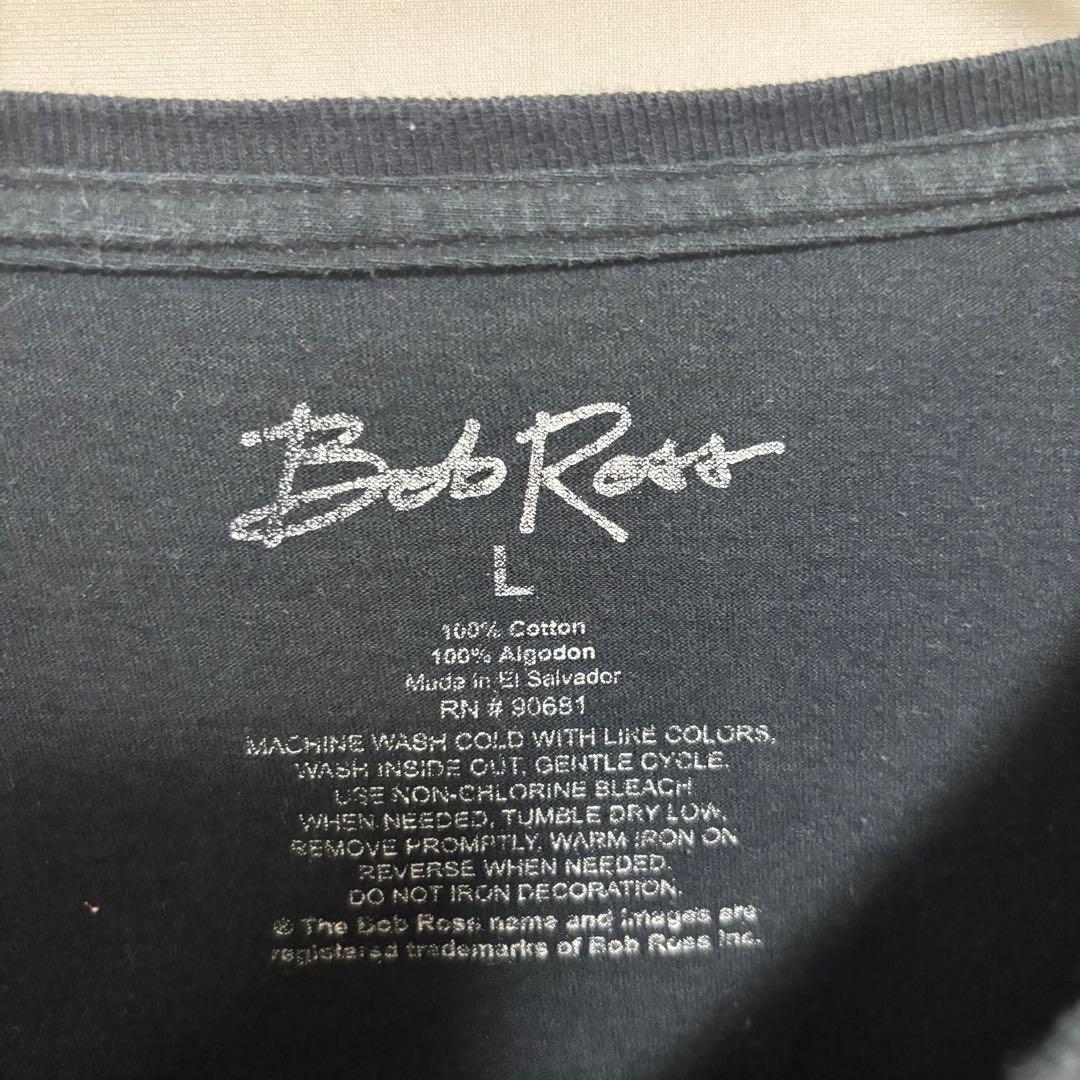 Bob Ross
L
100% Cotton
100% Algodon
Made in El Salvador
RN # 90681
MACHINE WASH COLD WITH LIKE COLORS,
WASH INSIDE OUT, GENTLE CYCLE.
USE NON-CHLORINE BLEACH
WHEN NEEDED, TUMBLE DRY LOW,
REMOVE PROMPTLY. WARM IRON ON
REVERSE WHEN NEEDED.
DO NOT IRON DECORATION.
© The Bob Ross name and images are
registered trademarks of Bob Ross Inc.